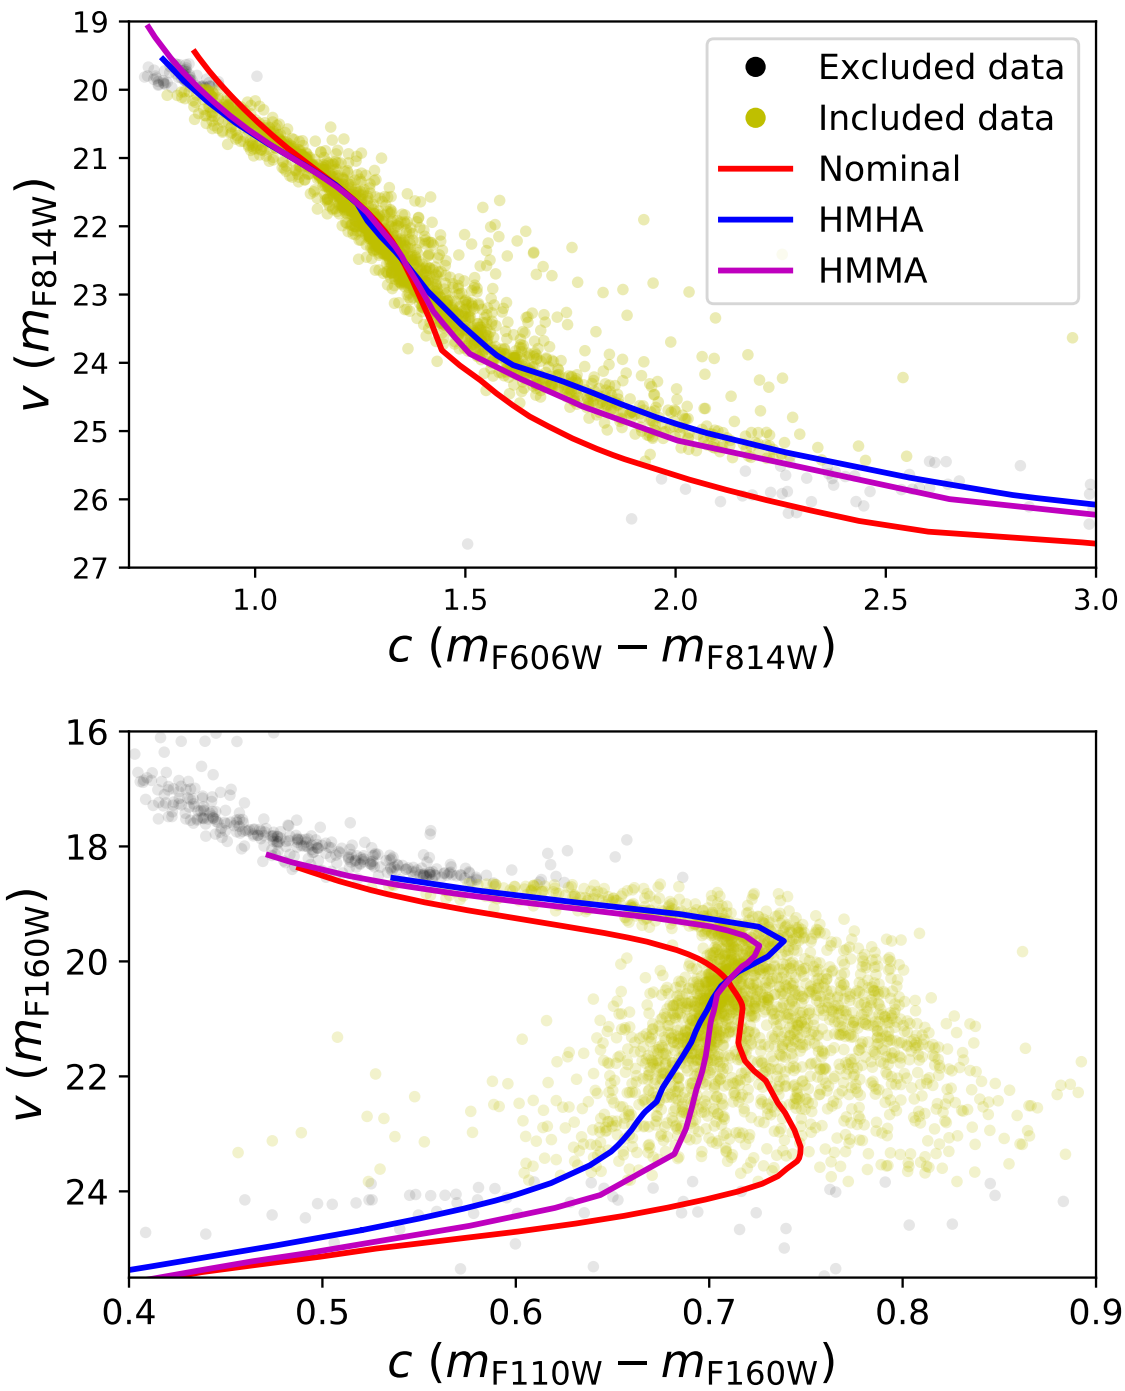 19
20
21
22
23
24
25
26
27
v (mF814W)
Excluded data
Included data
Nominal
HMHA
HMMA
1.0 1.5 2.0 2.5 3.0
c (mF606W − mF814W)
16
18
20
22
24
v (mF160W)
0.4 0.5 0.6 0.7 0.8 0.9
c (mF110W − mF160W)